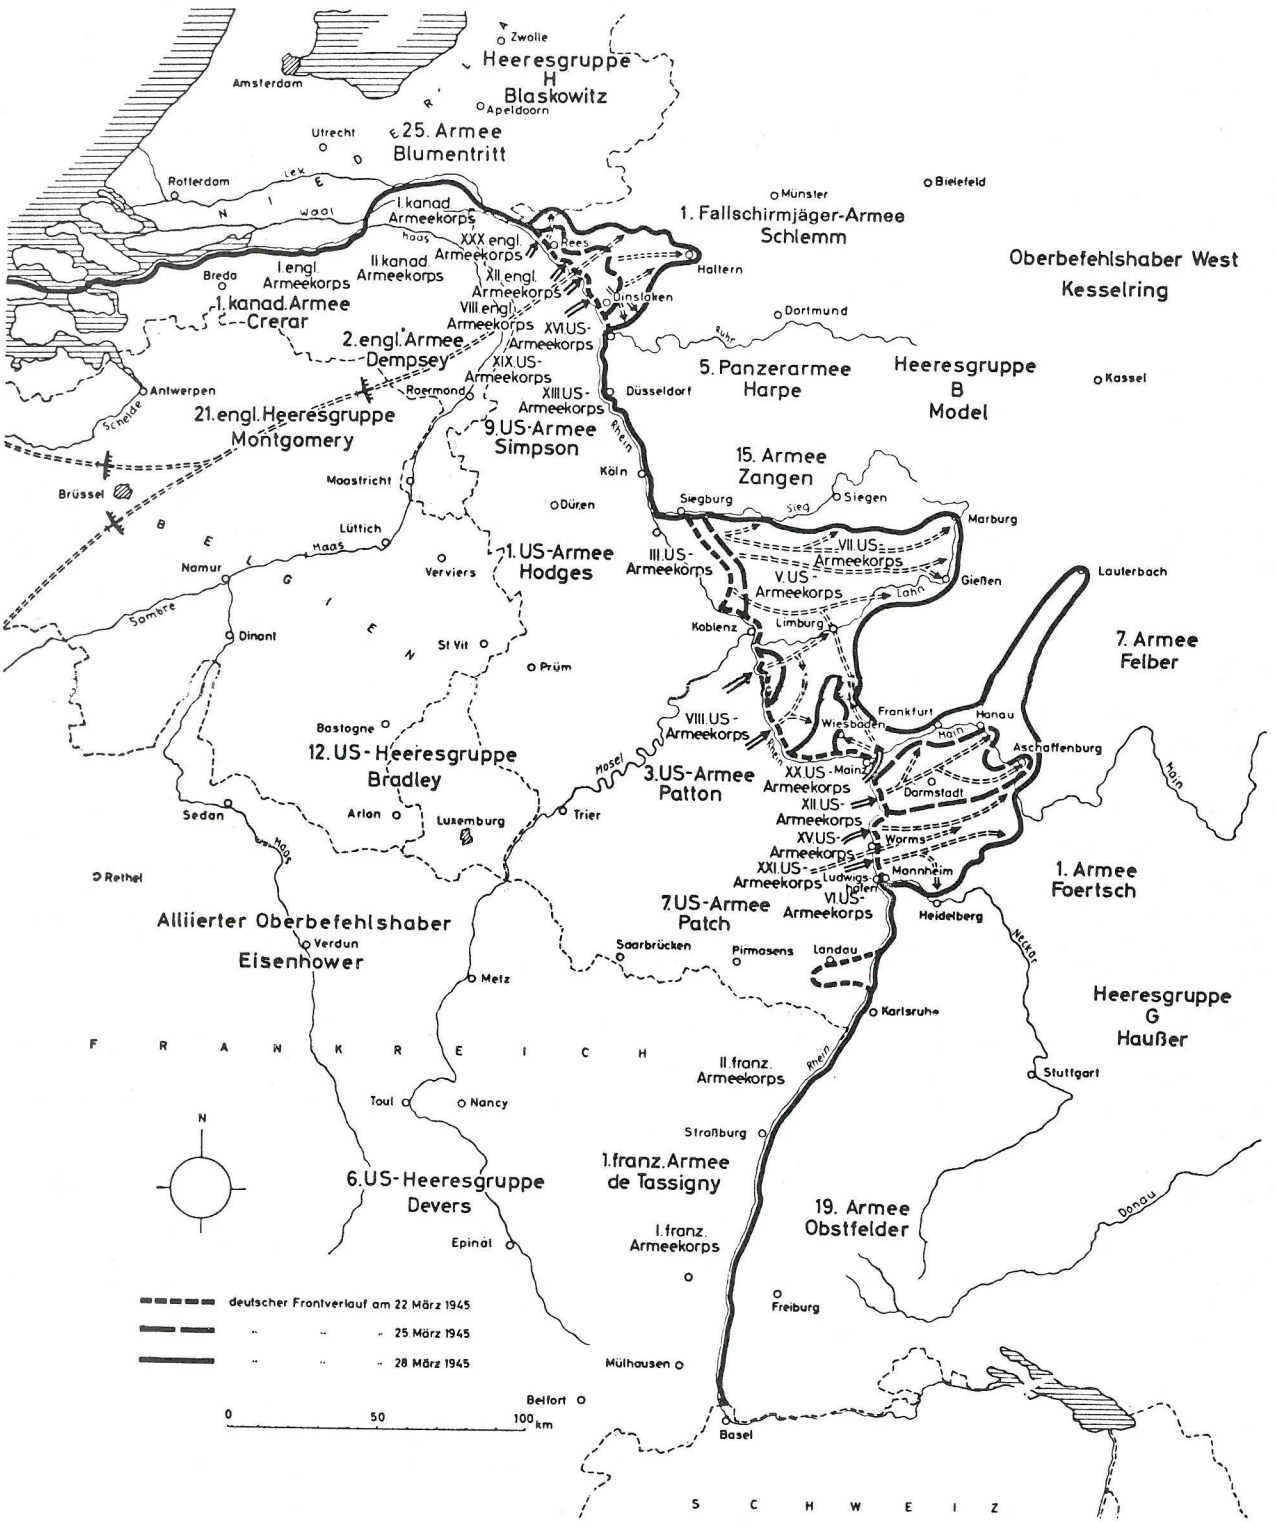 Zwolle
Amsterdam
Heeresgruppe
H
Blaskowitz
Apeldoorn
Utrecht
25. Armee
Blumentritt
N I E D E R L A
Lek
Rotterdam
Waal
Maas
Münster
Bielefeld
I.kanad.
Armeekorps
1. Fallschirmjäger-Armee
Schlemm
XXX.engl.
Armeekorps
Rees
Haltern
Oberbefehlshaber West
Kesselring
Breda
I.engl.
Armeekorps
II.kanad.
Armeekorps
XII.engl.
Armeekorps
Dinslaken
1.kanad.Armee
Crerar
VIII.engl.
Armeekorps
XVI.US-
Armeekorps
Dortmund
Ruhr
2.engl.Armee
Dempsey
XIX.US-
Armeekorps
5. Panzerarmee
Harpe
Heeresgruppe
B
Model
Kassel
Antwerpen
Schelde
Roermond
XIII.US-
Armeekorps
Düsseldorf
Rhein
21.engl.Heeresgruppe
Montgomery
9.US-Armee
Simpson
Köln
15. Armee
Zangen
Brüssel
Maastricht
Düren
Siegburg
Sieg
Siegen
Marburg
B E L G I E N
Lüttich
Maas
Verviers
1.US-Armee
Hodges
III.US-
Armeekorps
VII.US-
Armeekorps
V.US-
Armeekorps
Lahn
Gießen
Lauterbach
Namur
Sambre
Dinant
St Vit
Prüm
Koblenz
Limburg
7. Armee
Felber
Bastogne
VIII.US-
Armeekorps
Rhein
Wiesbaden
Frankfurt
Main
Hanau
Aschaffenburg
Main
12.US-Heeresgruppe
Bradley
Mosel
3.US-Armee
Patton
XX.US-
Armeekorps
Mainz
Darmstadt
XII.US-
Armeekorps
Sedan
Arlon
Luxemburg
Trier
Maas
XV.US-
Armeekorps
Worms
XXI.US-
Armeekorps
Ludwigs-
hafen
Mannheim
1. Armee
Foertsch
Rethel
VI.US-
Armeekorps
7.US-Armee
Patch
Heidelberg
Neckar
Alliierter Oberbefehlshaber
Verdun
Eisenhower
Saarbrücken
Pirmasens
Landau
Metz
Karlsruhe
Heeresgruppe
G
Haußer
F R A N K R E I C H
II.franz.
Armeekorps
Rhein
Stuttgart
Toul
Nancy
N
Straßburg
6.US-Heeresgruppe
Devers
1.franz.Armee
de Tassigny
19. Armee
Obstfelder
Donau
I.franz.
Armeekorps
Epinal
Freiburg
deutscher Frontverlauf am 22 März 1945
" " " 25 März 1945
" " " 28 März 1945
Mülhausen
Belfort
0 50 100 km
Basel
S C H W E I Z